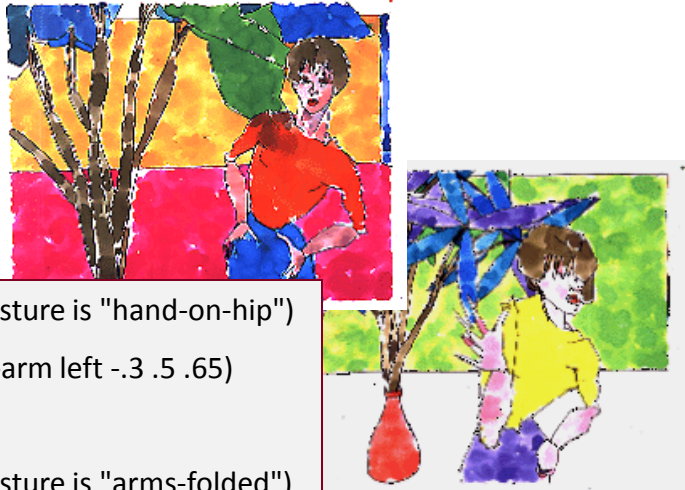 sture is "hand-on-hip")
arm left -.3 .5 .65)
sture is "arms-folded")